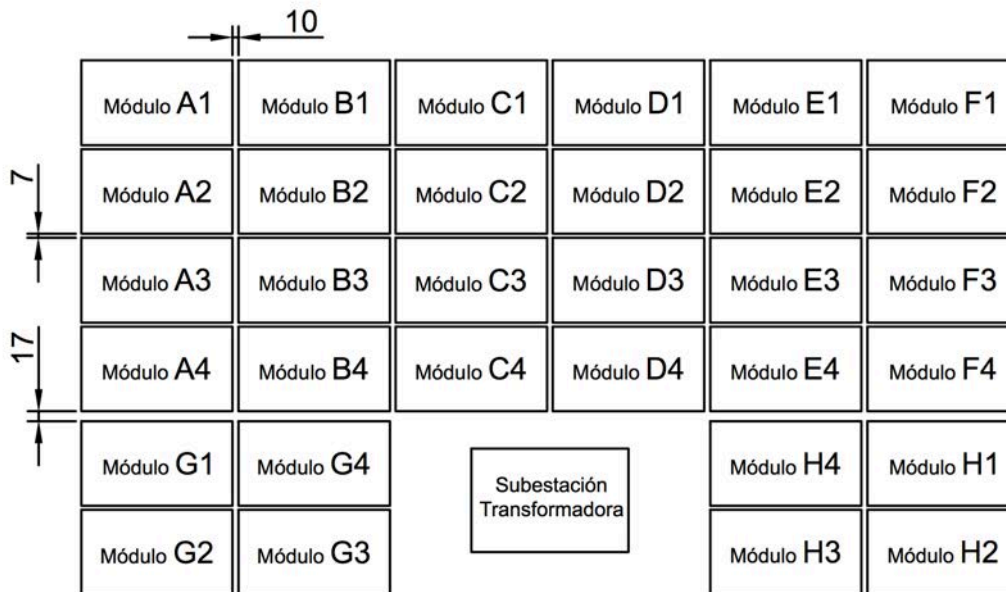 10
Módulo A1 Módulo B1 Módulo C1 Módulo D1 Módulo E1 Módulo F1
7
Módulo A2 Módulo B2 Módulo C2 Módulo D2 Módulo E2 Módulo F2
Módulo A3 Módulo B3 Módulo C3 Módulo D3 Módulo E3 Módulo F3
17
Módulo A4 Módulo B4 Módulo C4 Módulo D4 Módulo E4 Módulo F4
Módulo G1 Módulo G4 Módulo H4 Módulo H1
Subestación
Transformadora
Módulo G2 Módulo G3 Módulo H3 Módulo H2